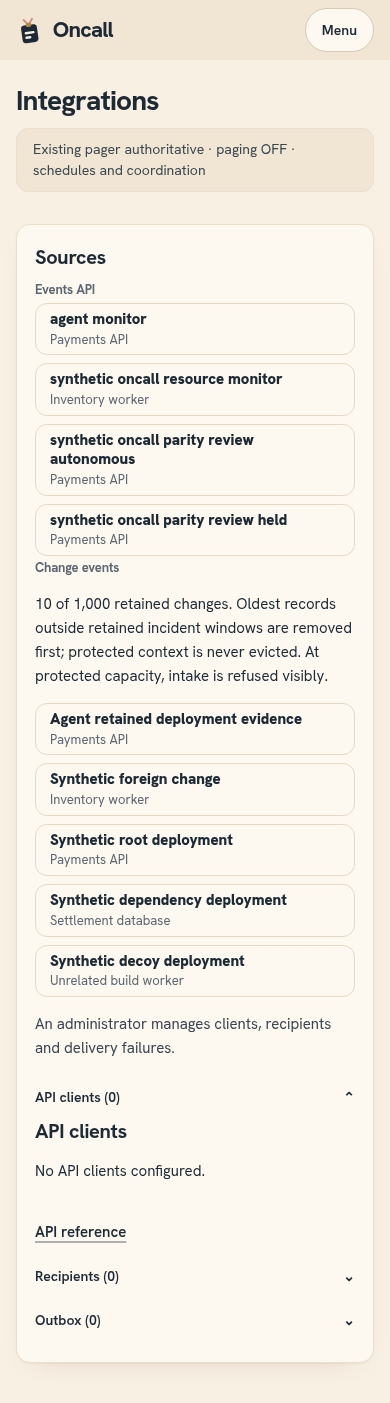 Oncall
Menu
Integrations
Existing pager authoritative · paging OFF ·
schedules and coordination
Sources
Events API
agent monitor
Payments API
synthetic oncall resource monitor
Inventory worker
synthetic oncall parity review
autonomous
Payments API
synthetic oncall parity review held
Payments API
Change events
10 of 1,000 retained changes. Oldest records
outside retained incident windows are removed
first; protected context is never evicted. At
protected capacity, intake is refused visibly.
Agent retained deployment evidence
Payments API
Synthetic foreign change
Inventory worker
Synthetic root deployment
Payments API
Synthetic dependency deployment
Settlement database
Synthetic decoy deployment
Unrelated build worker
An administrator manages clients, recipients
and delivery failures.
API clients (0)
API clients
No API clients configured.
API reference
Recipients (0)
Outbox (0)